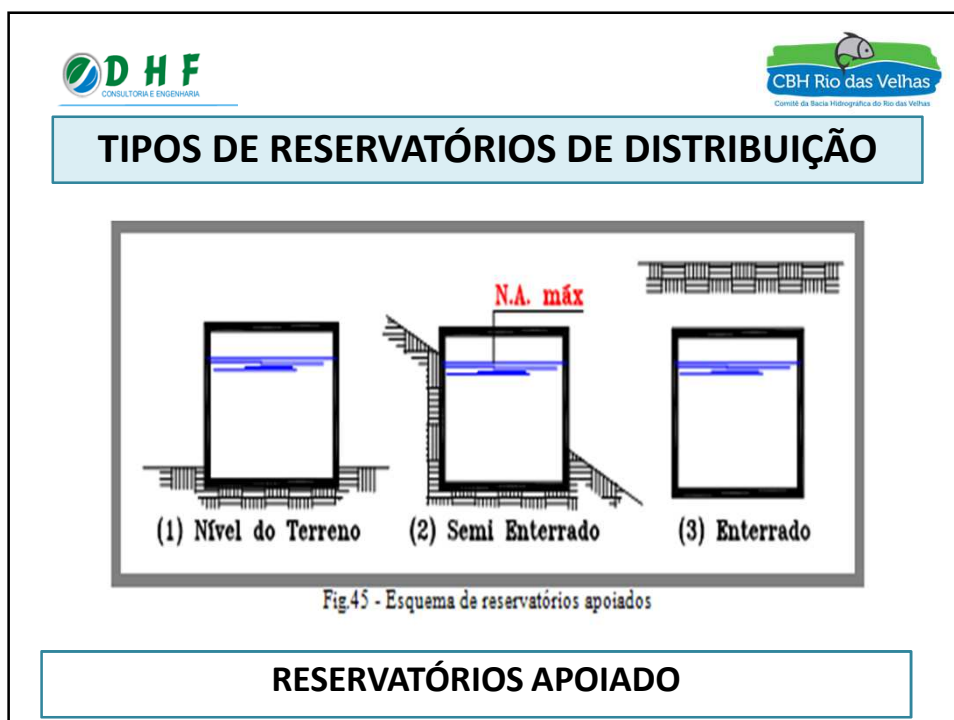 DHF
CONSULTORIA E ENGENHARIA
CBH Rio das Velhas
Comitê da Bacia Hidrográfica do Rio das Velhas
TIPOS DE RESERVATÓRIOS DE DISTRIBUIÇÃO
N.A. máx
(1) Nível do Terreno
(2) Semi Enterrado
(3) Enterrado
Fig.45 - Esquema de reservatórios apoiados
RESERVATÓRIOS APOIADO